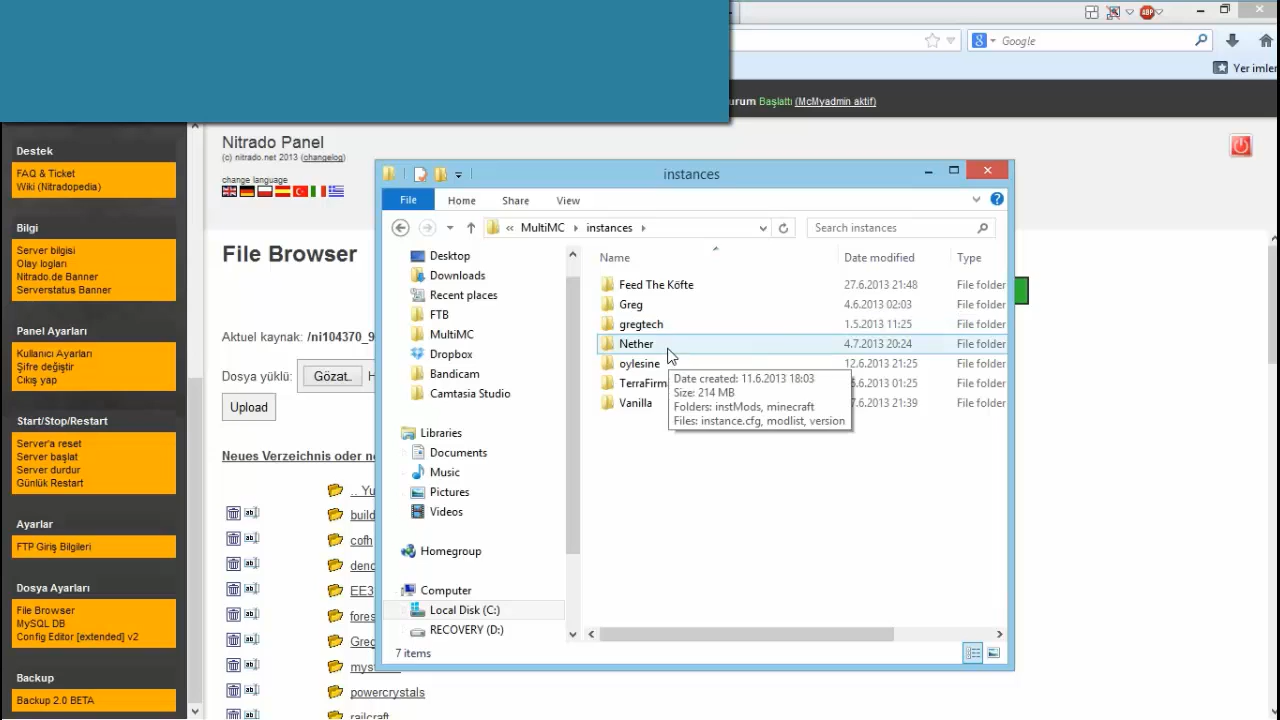 Google
Yer imler
urum Başlattı (McMyadmin aktif)
Destek
FAQ & Ticket
Wiki (Nitradopedia)
Bilgi
Server bilgisi
Olay logları
Nitrado.de Banner
Serverstatus Banner
Panel Ayarları
Kullanıcı Ayarları
Şifre değiştir
Cıkış yap
Start/Stop/Restart
Server'a reset
Server başlat
Server durdur
Günlük Restart
Ayarlar
FTP Giriş Bilgileri
Dosya Ayarları
File Browser
MySQL DB
Config Editor [extended] v2
Backup
Backup 2.0 BETA
Nitrado Panel
(c) nitrado.net 2013 (changelog)
change language
File Browser
Aktuel kaynak: /ni104370_9
Dosya yüklü: Gözat..
Upload
Neues Verzeichnis oder ne
.. Yu
build
cofh
denc
EE3
fores
Greg
myst
powercrystals
railcraft
instances
File Home Share View
« MultiMC instances
Search instances
Desktop
Downloads
Recent places
FTB
MultiMC
Dropbox
Bandicam
Camtasia Studio
Libraries
Documents
Music
Pictures
Videos
Homegroup
Computer
Local Disk (C:)
RECOVERY (D:)
Name Date modified Type
Feed The Köfte 27.6.2013 21:48 File folder
Greg 4.6.2013 02:03 File folder
gregtech 1.5.2013 11:25 File folder
Nether 4.7.2013 20:24 File folder
oylesine 12.6.2013 21:25 File folder
TerraFirm 6.2013 01:25 File folder
Vanilla 7.6.2013 21:39 File folder
Date created: 11.6.2013 18:03
Size: 214 MB
Folders: instMods, minecraft
Files: instance.cfg, modlist, version
7 items